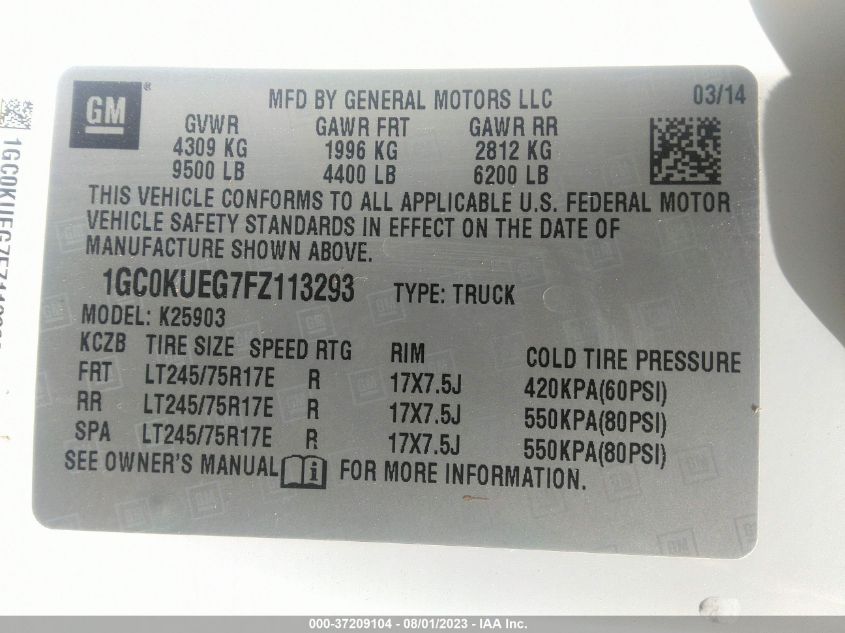 GM
MFD BY GENERAL MOTORS LLC 03/14
GVWR GAWR FRT GAWR RR
4309 KG 1996 KG 2812 KG
9500 LB 4400 LB 6200 LB
THIS VEHICLE CONFORMS TO ALL APPLICABLE U.S. FEDERAL MOTOR
VEHICLE SAFETY STANDARDS IN EFFECT ON THE DATE OF
MANUFACTURE SHOWN ABOVE.
1GC0KUEG7FZ113293 TYPE: TRUCK
MODEL: K25903
KCZB TIRE SIZE SPEED RTG RIM COLD TIRE PRESSURE
FRT LT245/75R17E R 17X7.5J 420KPA(60PSI)
RR LT245/75R17E R 17X7.5J 550KPA(80PSI)
SPA LT245/75R17E R 17X7.5J 550KPA(80PSI)
SEE OWNER'S MANUAL FOR MORE INFORMATION.
000-37209104 - 08/01/2023 - IAA Inc.